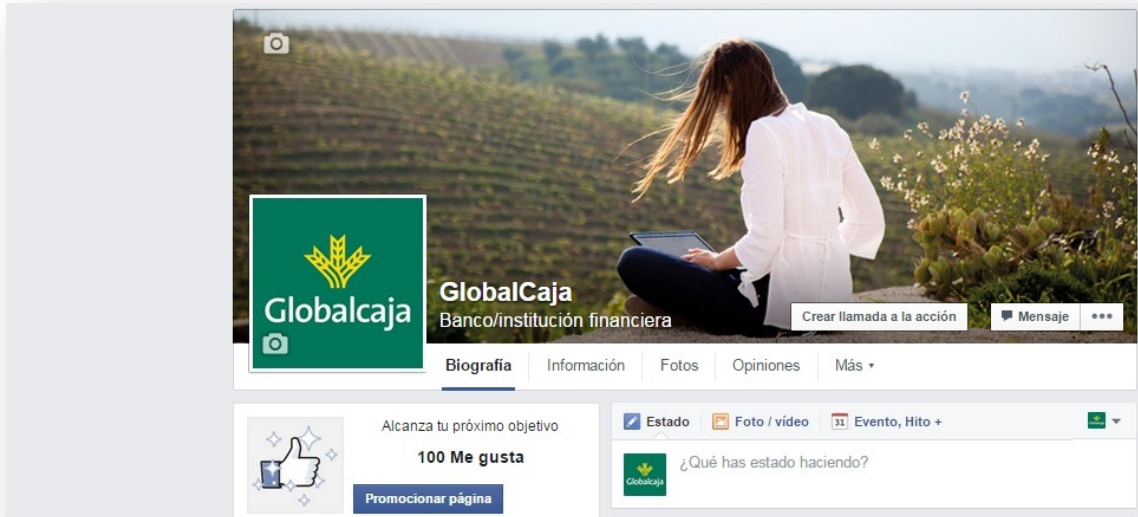 Globalcaja
GlobalCaja
Banco/institución financiera
Crear llamada a la acción
Mensaje
Biografía
Información
Fotos
Opiniones
Más
Alcanza tu próximo objetivo
100 Me gusta
Promocionar página
Estado
Foto / vídeo
31
Evento, Hito +
Globalcaja
¿Qué has estado haciendo?